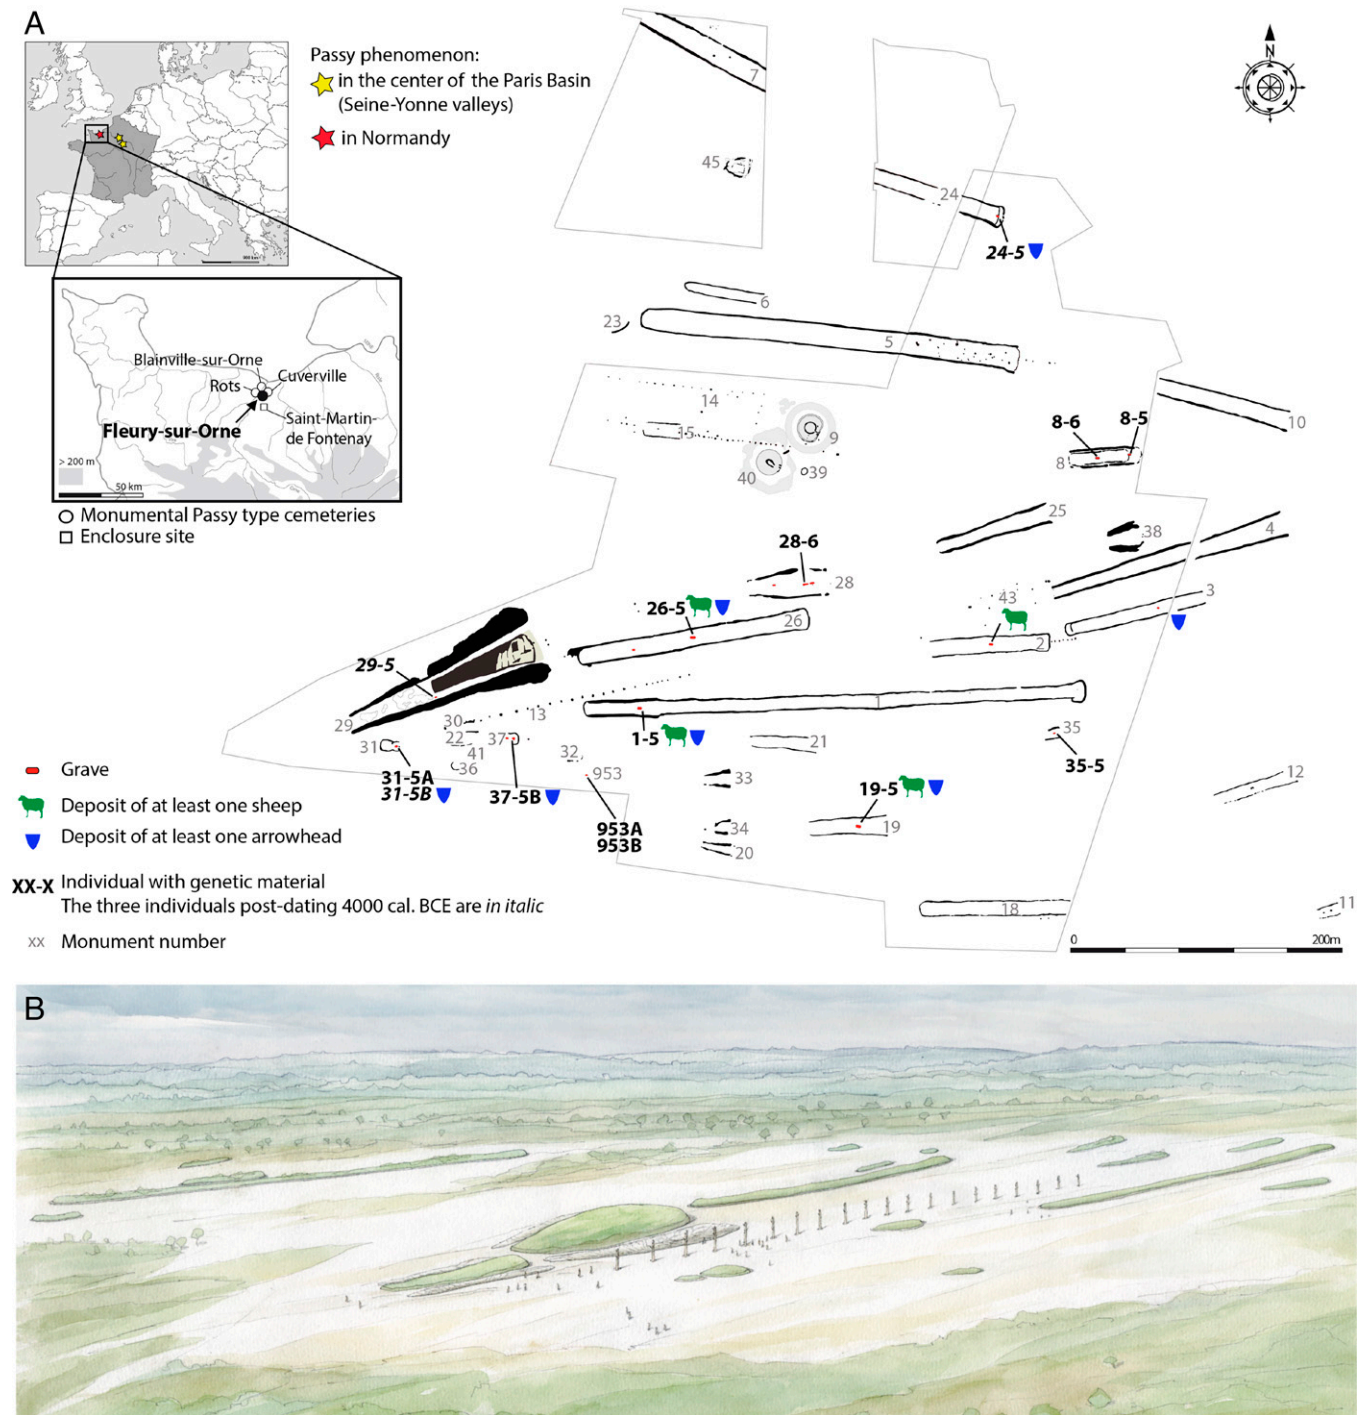 A
Passy phenomenon:
in the center of the Paris Basin
(Seine-Yonne valleys)
in Normandy
N
7
45
24
24-5
6
23
5
14
15
9
40
39
10
8-6
8-5
8
25
38
4
28-6
28
43
3
26-5
26
2
29-5
29
13
1
30
31
22
37
41
36
32
953
1-5
21
35
35-5
31-5A
31-5B
37-5B
33
12
19-5
19
953A
953B
34
20
18
11
0
200m
Blainville-sur-Orne
Rots
Cuverville
Fleury-sur-Orne
Saint-Martin-
de Fontenay
> 200 m
50 km
Monumental Passy type cemeteries
Enclosure site
Grave
Deposit of at least one sheep
Deposit of at least one arrowhead
XX-X Individual with genetic material
The three individuals post-dating 4000 cal. BCE are in italic
xx Monument number
B